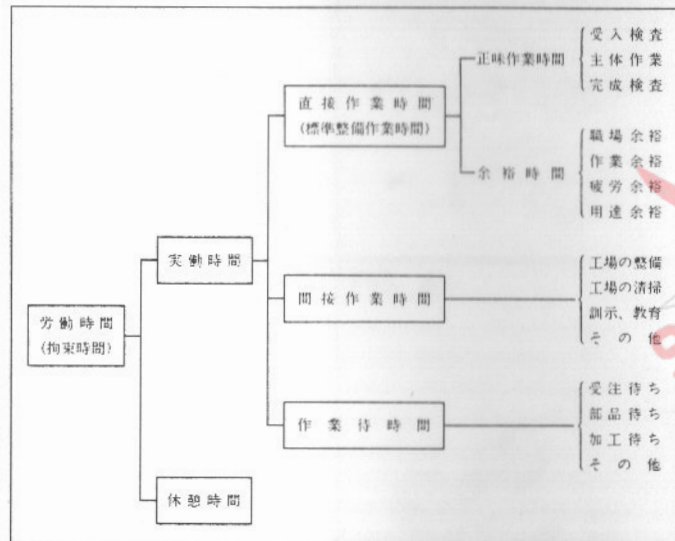 労働時間
(拘束時間)
実働時間
休憩時間
直接作業時間
(標準整備作業時間)
間接作業時間
作業待時間
正味作業時間
余裕時間
受入検査
主体作業
完成検査
職場余裕
作業余裕
疲労余裕
用達余裕
工場の整備
工場の清掃
訓示、教育
その他
受注待ち
部品待ち
加工待ち
その他